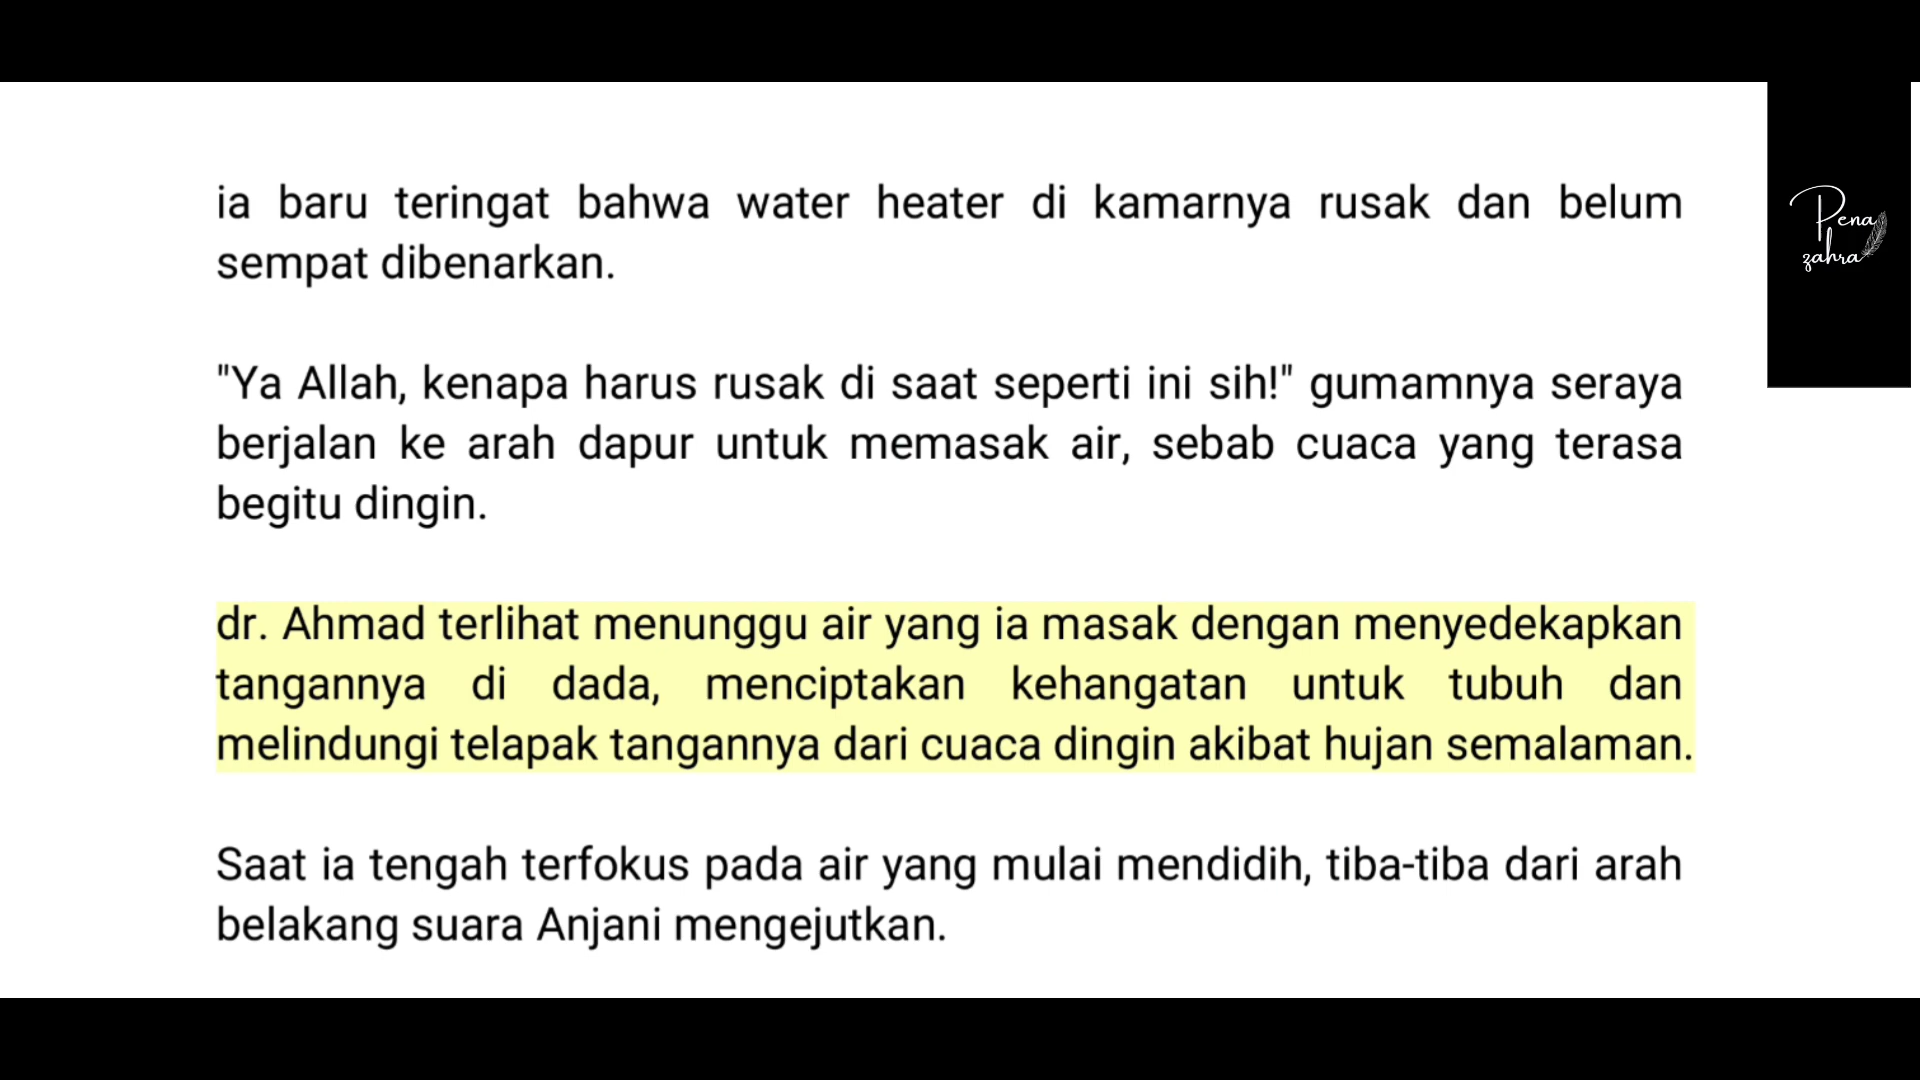 ia baru teringat bahwa water heater di kamarnya rusak dan belum
sempat dibenarkan.
"Ya Allah, kenapa harus rusak di saat seperti ini sih!" gumamnya seraya
berjalan ke arah dapur untuk memasak air, sebab cuaca yang terasa
begitu dingin.
dr. Ahmad terlihat menunggu air yang ia masak dengan menyedekapkan
tangannya di dada, menciptakan kehangatan untuk tubuh dan
melindungi telapak tangannya dari cuaca dingin akibat hujan semalaman.
Saat ia tengah terfokus pada air yang mulai mendidih, tiba-tiba dari arah
belakang suara Anjani mengejutkan.
Pena
zahra